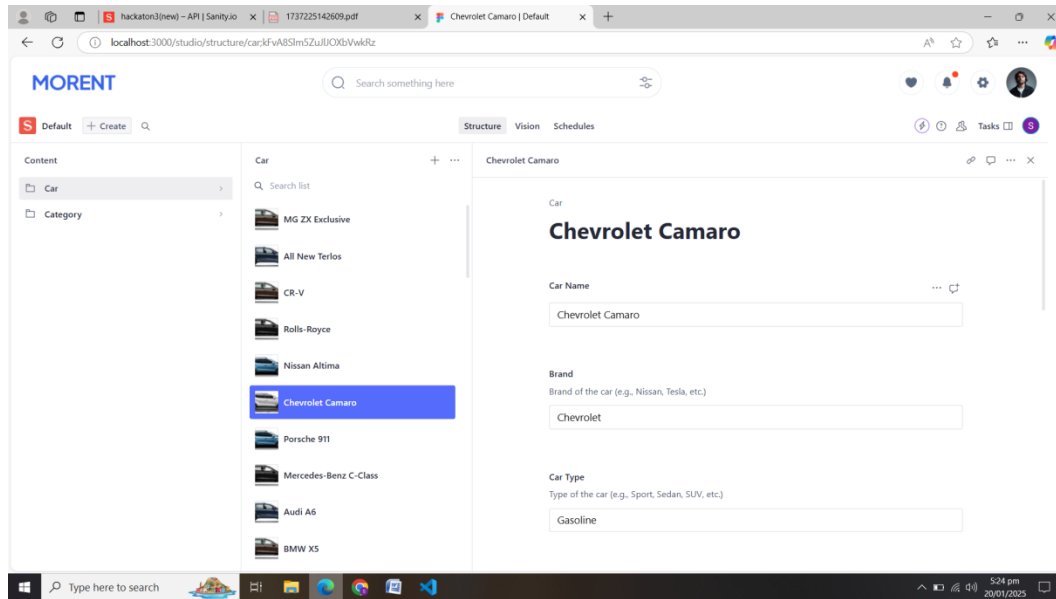 hackaton3(new) – API | Sanity.io
1737225142609.pdf
Chevrolet Camaro | Default
localhost:3000/studio/structure/car;kFvA8Slm5ZuJlJOXbVwkRz
MORENT
Search something here
S Default + Create
Structure Vision Schedules
Tasks S
Content
Car
Category
Car
Search list
MG ZX Exclusive
All New Terlos
CR-V
Rolls-Royce
Nissan Altima
Chevrolet Camaro
Porsche 911
Mercedes-Benz C-Class
Audi A6
BMW X5
Chevrolet Camaro
Car
Chevrolet Camaro
Car Name
Chevrolet Camaro
Brand
Brand of the car (e.g., Nissan, Tesla, etc.)
Chevrolet
Car Type
Type of the car (e.g., Sport, Sedan, SUV, etc.)
Gasoline
Type here to search
5:24 pm
20/01/2025